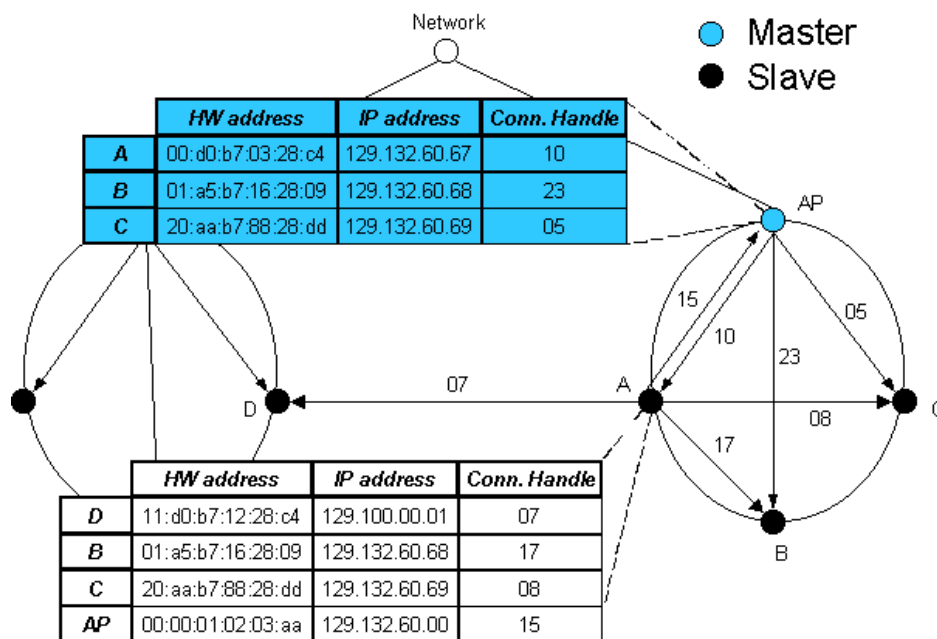 Network
Master
Slave
HW address IP address Conn. Handle
A 00:d0:b7:03:28:c4 129.132.60.67 10
B 01:a5:b7:16:28:09 129.132.60.68 23
C 20:aa:b7:88:28:dd 129.132.60.69 05
AP
15
10
05
23
D
07
A
08
C
17
B
HW address IP address Conn. Handle
D 11:d0:b7:12:28:c4 129.100.00.01 07
B 01:a5:b7:16:28:09 129.132.60.68 17
C 20:aa:b7:88:28:dd 129.132.60.69 08
AP 00:00:01:02:03:aa 129.132.60.00 15